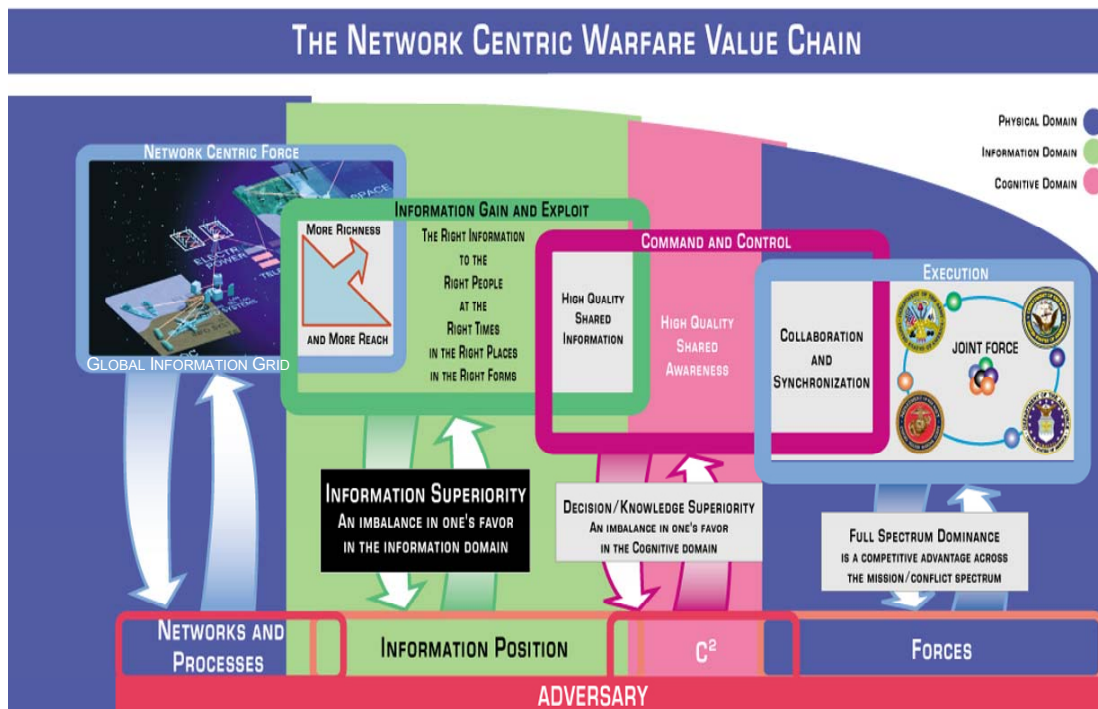 THE NETWORK CENTRIC WARFARE VALUE CHAIN
PHYSICAL DOMAIN
INFORMATION DOMAIN
COGNITIVE DOMAIN
NETWORK CENTRIC FORCE
SPACE
ELECTR
POWER
TEL
SYSTEMS
GLOBAL INFORMATION GRID
INFORMATION GAIN AND EXPLOIT
MORE RICHNESS
AND MORE REACH
THE RIGHT INFORMATION
TO THE
RIGHT PEOPLE
AT THE
RIGHT TIMES
IN THE RIGHT PLACES
IN THE RIGHT FORMS
HIGH QUALITY
SHARED
INFORMATION
COMMAND AND CONTROL
HIGH QUALITY
SHARED
AWARENESS
COLLABORATION
AND
SYNCHRONIZATION
EXECUTION
JOINT FORCE
INFORMATION SUPERIORITY
AN IMBALANCE IN ONE'S FAVOR
IN THE INFORMATION DOMAIN
DECISION/KNOWLEDGE SUPERIORITY
AN IMBALANCE IN ONE'S FAVOR
IN THE COGNITIVE DOMAIN
FULL SPECTRUM DOMINANCE
IS A COMPETITIVE ADVANTAGE ACROSS
THE MISSION/CONFLICT SPECTRUM
NETWORKS AND
PROCESSES
INFORMATION POSITION
C²
FORCES
ADVERSARY